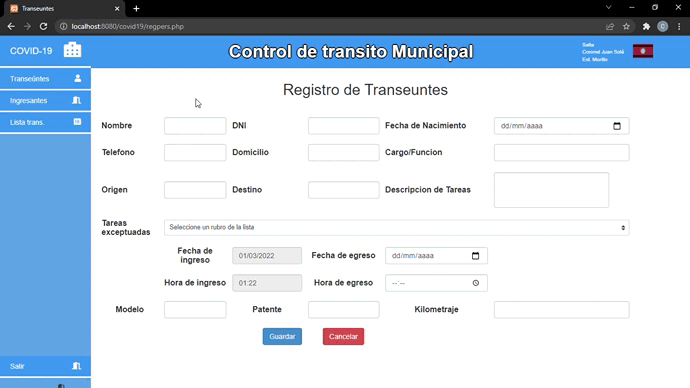 Transeuntes
localhost:8080/covid19/regpers.php
COVID-19
Control de transito Municipal
Salta
Coronel Juan Solá
Est. Morillo
Transeúntes
Ingresantes
Lista trans.
Registro de Transeuntes
Nombre DNI Fecha de Nacimiento dd/mm/aaaa
Telefono Domicilio Cargo/Funcion
Origen Destino Descripcion de Tareas
Tareas exceptuadas Seleccione un rubro de la lista
Fecha de ingreso 01/03/2022 Fecha de egreso dd/mm/aaaa
Hora de ingreso 01:22 Hora de egreso --:--
Modelo Patente Kilometraje
Guardar Cancelar
Salir